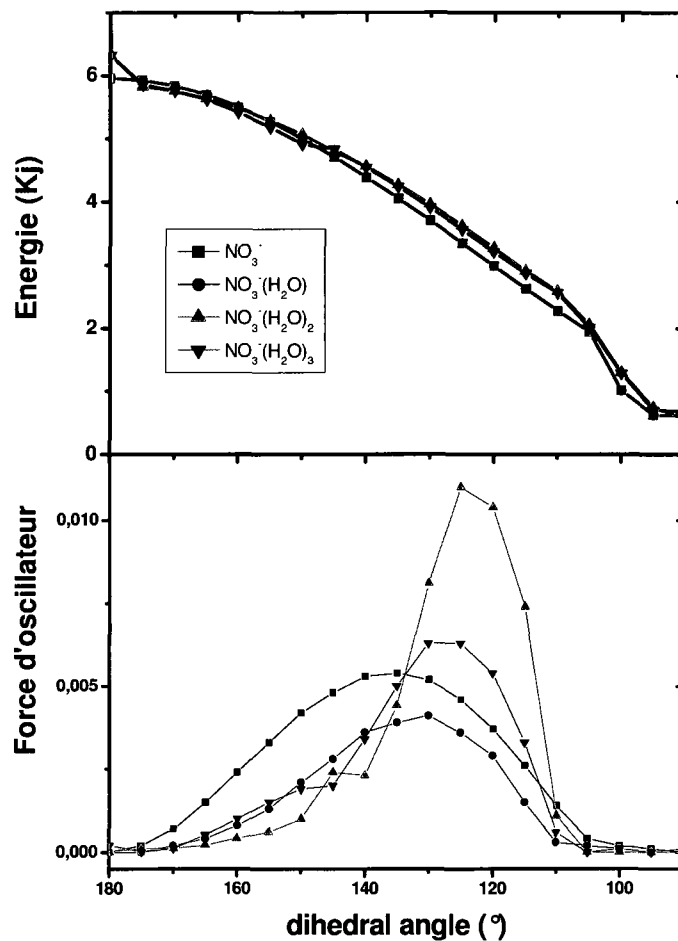 6
4
2
0
Energie (Kj)
NO₃⁻
NO₃⁻(H₂O)
NO₃⁻(H₂O)₂
NO₃⁻(H₂O)₃
0,010
0,005
0,000
Force d'oscillateur
180 160 140 120 100
dihedral angle (°)